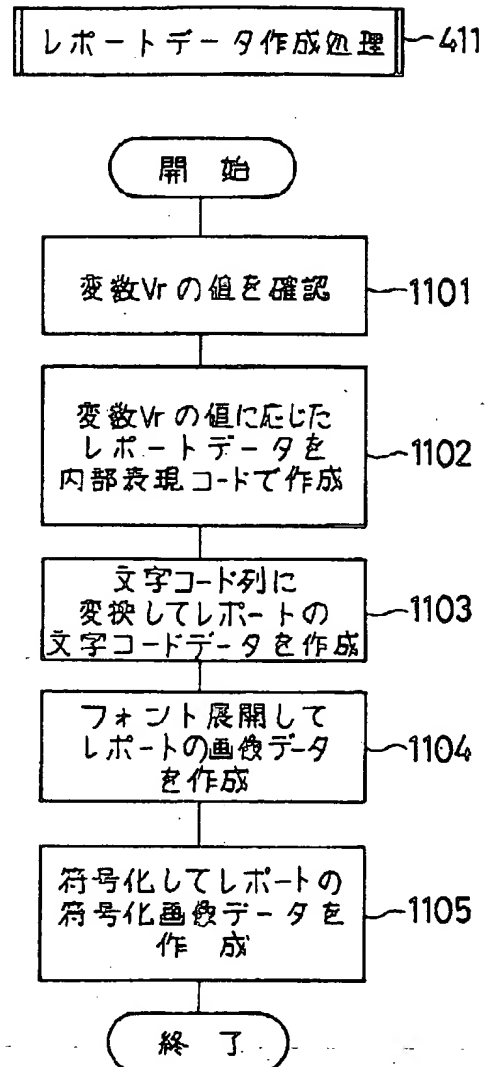 レポートデータ作成処理 411
開 始
変数Vrの値を確認 1101
変数Vrの値に応じた
レポートデータを 1102
内部表現コードで作成
文字コード列に
変換してレポートの 1103
文字コードデータを作成
フォント展開して
レポートの画像データ 1104
を作成
符号化してレポートの
符号化画像データを 1105
作 成
終 了